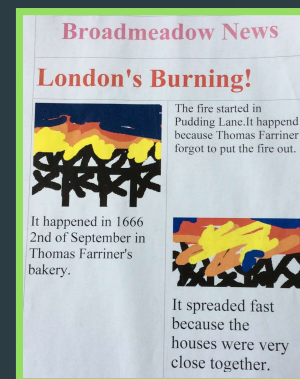 Broadmeadow News
London's Burning!
The fire started in
Pudding Lane.It happend
because Thomas Farriner
forgot to put the fire out.
It happened in 1666
2nd of September in
Thomas Farriner's
bakery.
It spreaded fast
because the
houses were very
close together.